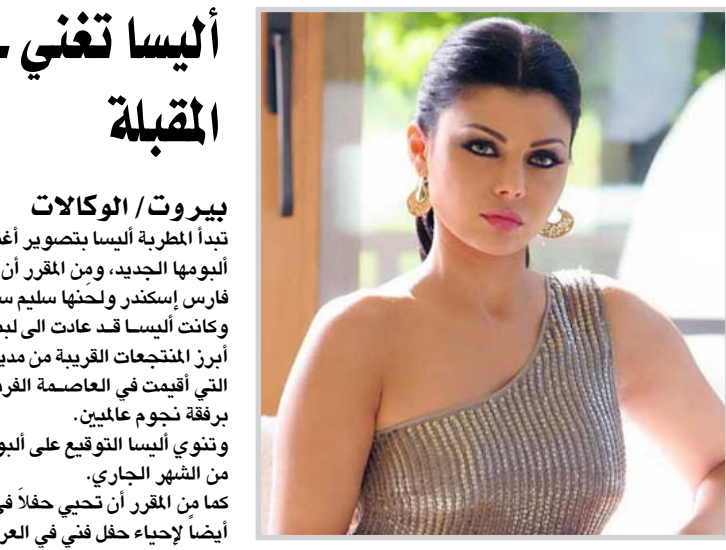 أليسا تغني
المقبلة
بيروت/ الوكالات
تبدأ المطربة أليسا بتصوير
ألبومها الجديد، ومن المقرر أن
فارس إسكندر ولحنها سليم
وكانت أليسا قد عادت الى
أبرز المنتجعات القريبة من
التي أقيمت في العاصمة
برفقة نجوم عالميين.
وتنوي أليسا التوقيع على
من الشهر الجاري.
كما من المقرر أن تحيي حفلاً
أيضاً لإحياء حفل فني في